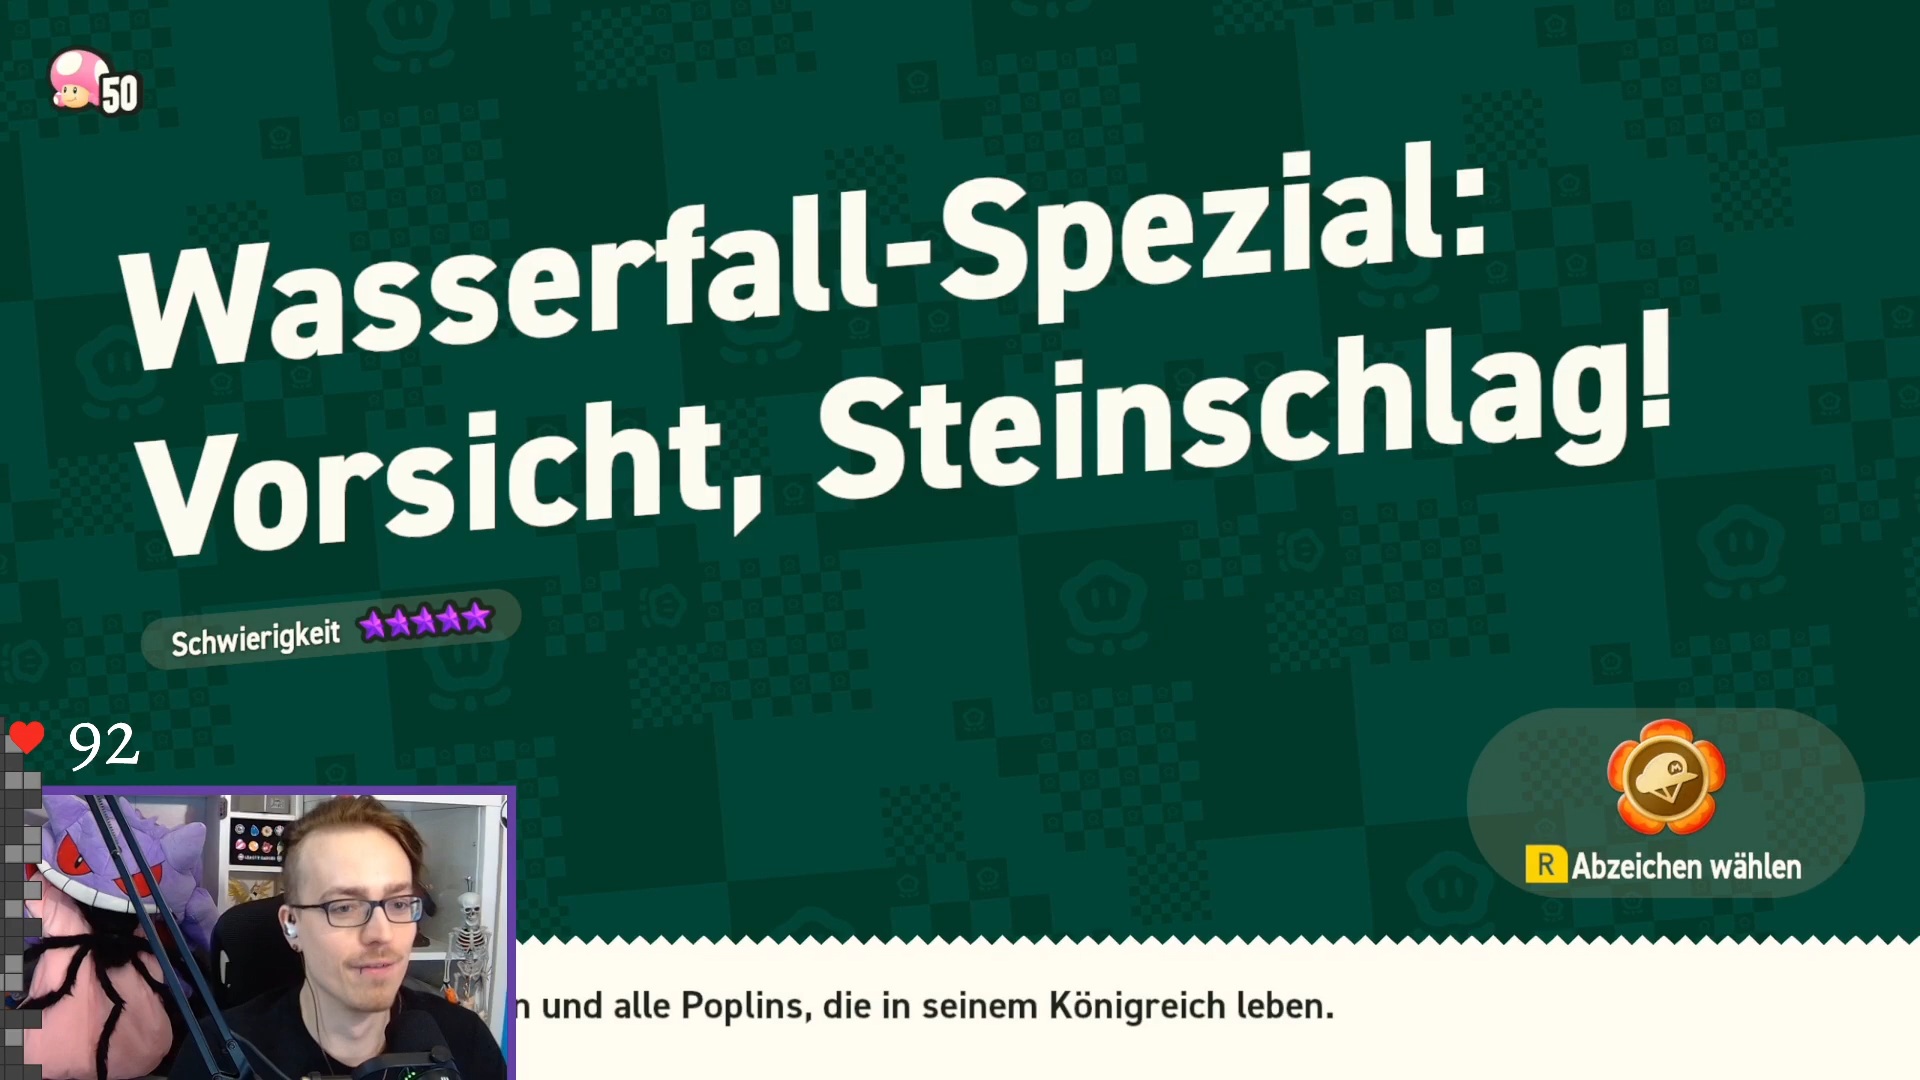 50
Wasserfall-Spezial:
Vorsicht, Steinschlag!
Schwierigkeit
92
R Abzeichen wählen
n und alle Poplins, die in seinem Königreich leben.